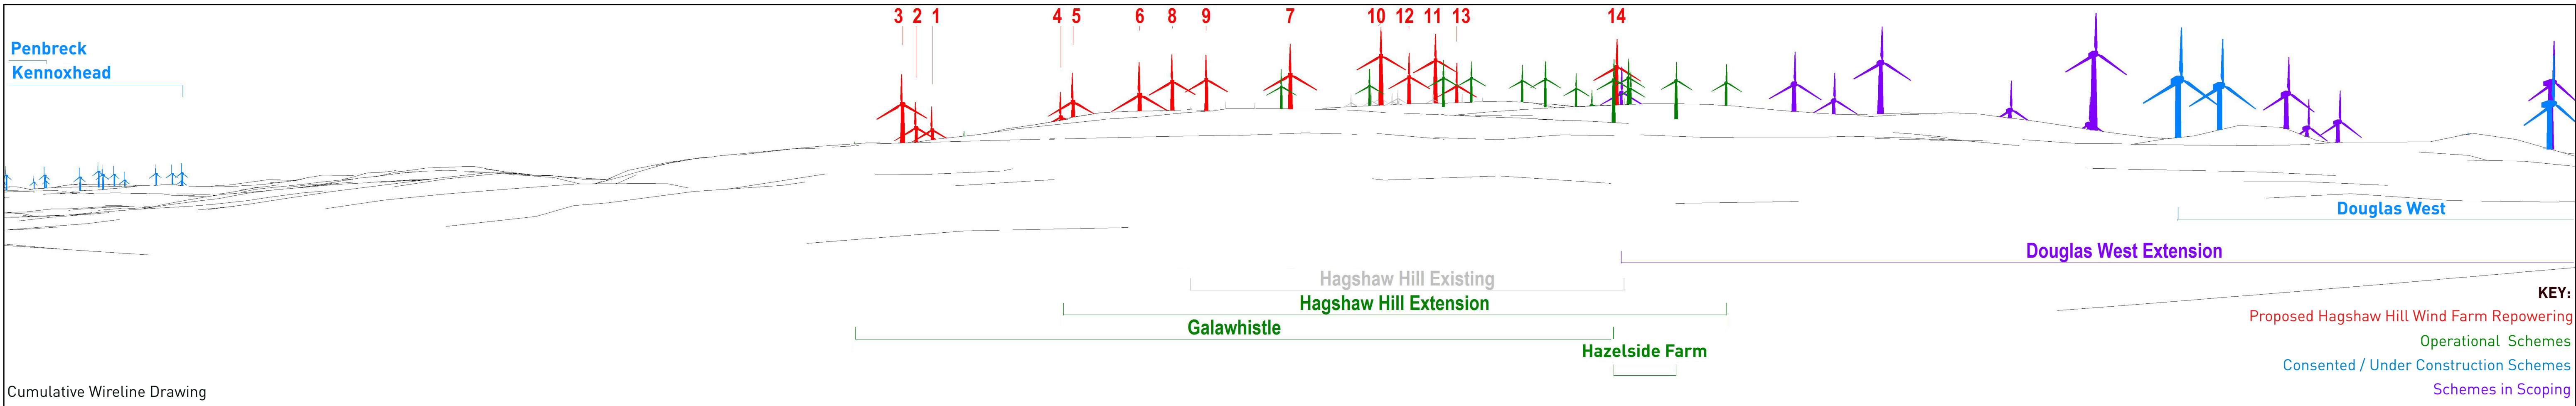 3 2 1 4 5 6 8 9 7 10 12 11 13 14
Penbreck
Kennoxhead
Douglas West
Douglas West Extension
Hagshaw Hill Existing
Hagshaw Hill Extension
Galawhistle
Hazelside Farm
KEY:
Proposed Hagshaw Hill Wind Farm Repowering
Operational Schemes
Consented / Under Construction Schemes
Schemes in Scoping
Cumulative Wireline Drawing